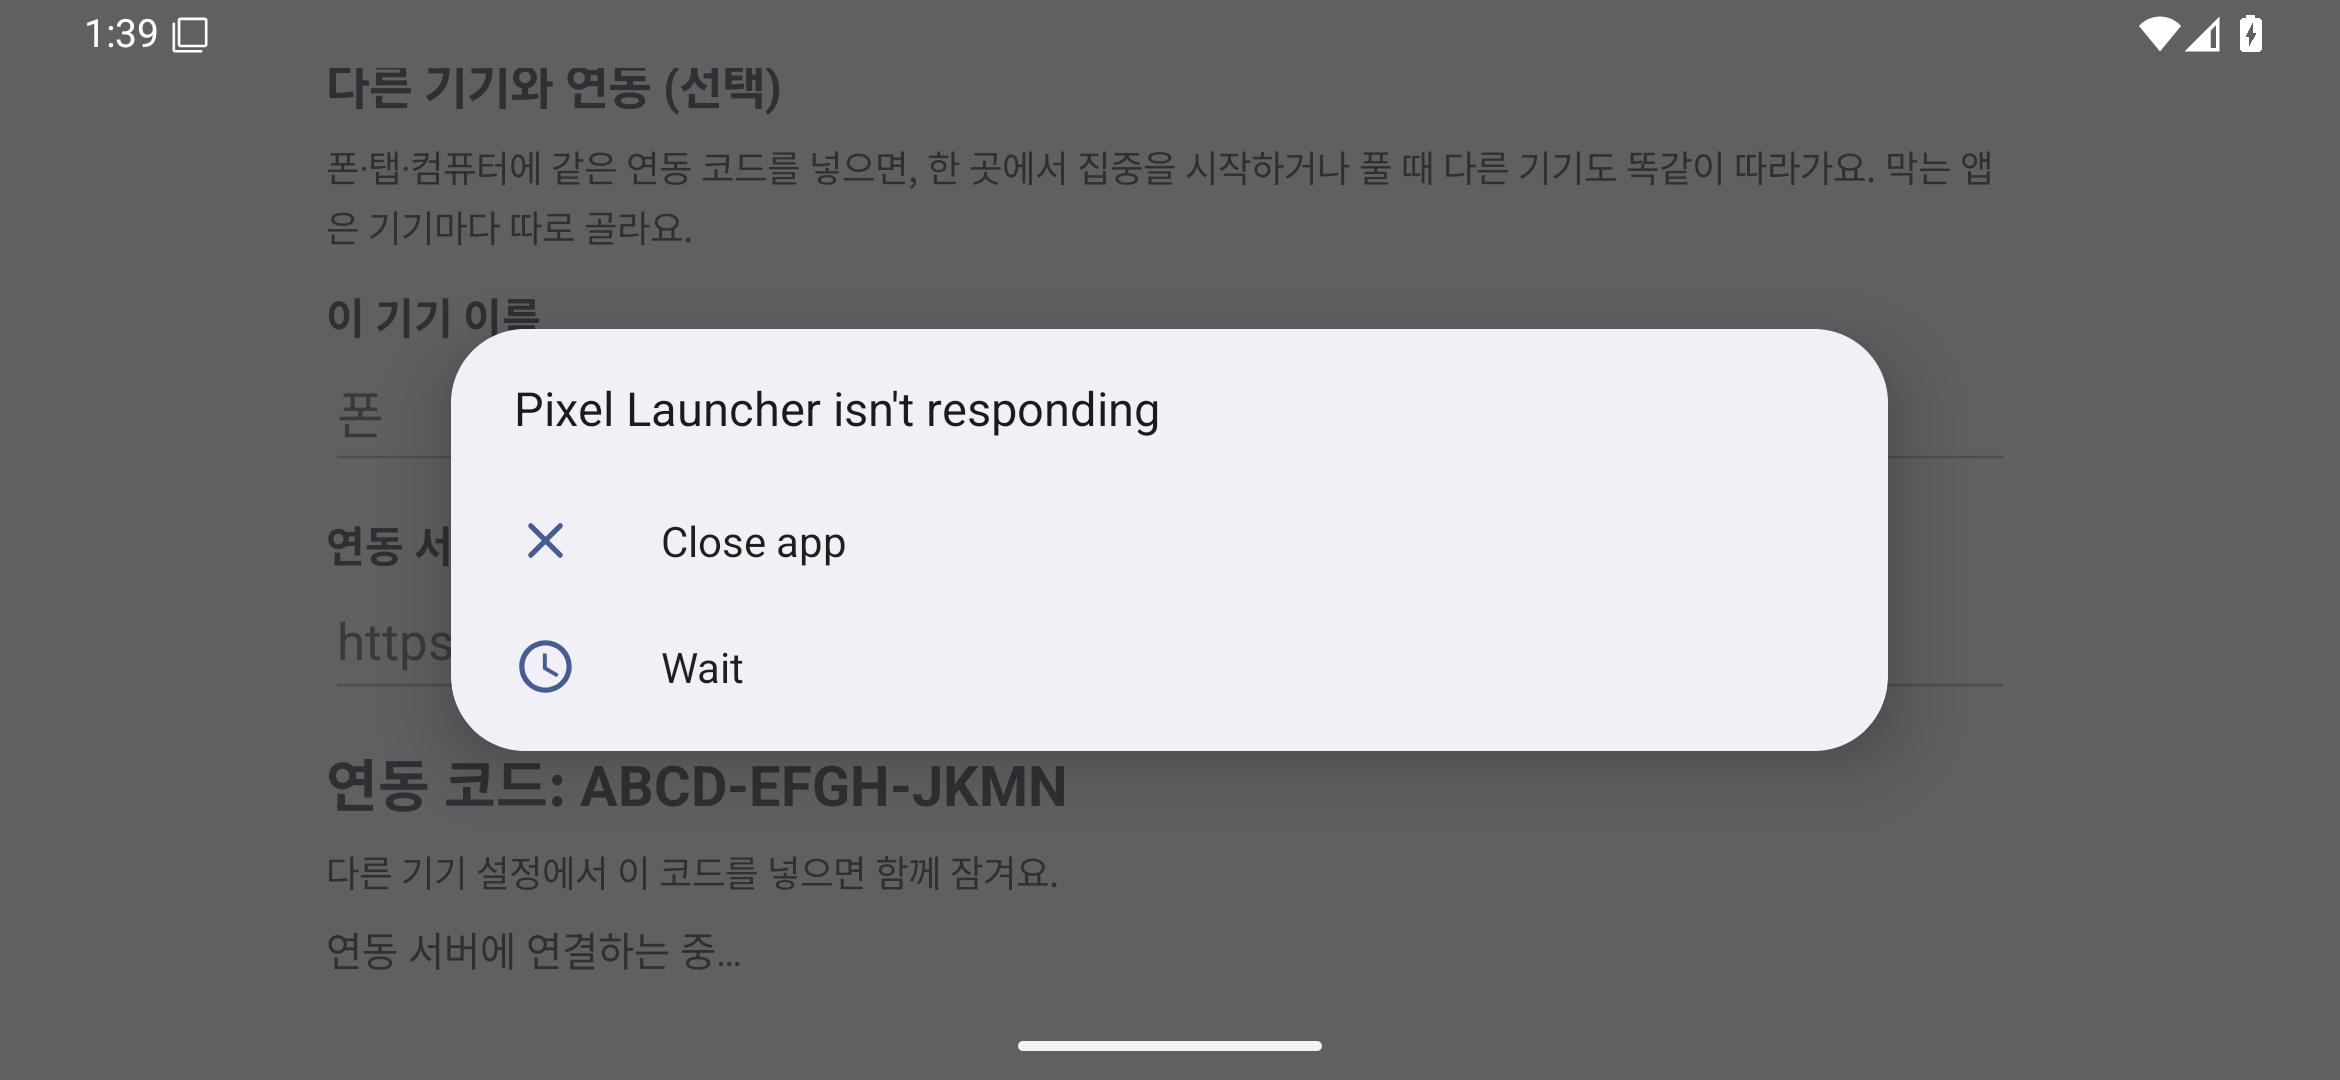 1:39
다른 기기와 연동 (선택)
폰·탭·컴퓨터에 같은 연동 코드를 넣으면, 한 곳에서 집중을 시작하거나 풀 때 다른 기기도 똑같이 따라가요. 막는 앱
은 기기마다 따로 골라요.
이 기기 이름
폰
Pixel Launcher isn't responding
Close app
Wait
연동 서
https
연동 코드: ABCD-EFGH-JKMN
다른 기기 설정에서 이 코드를 넣으면 함께 잠겨요.
연동 서버에 연결하는 중...